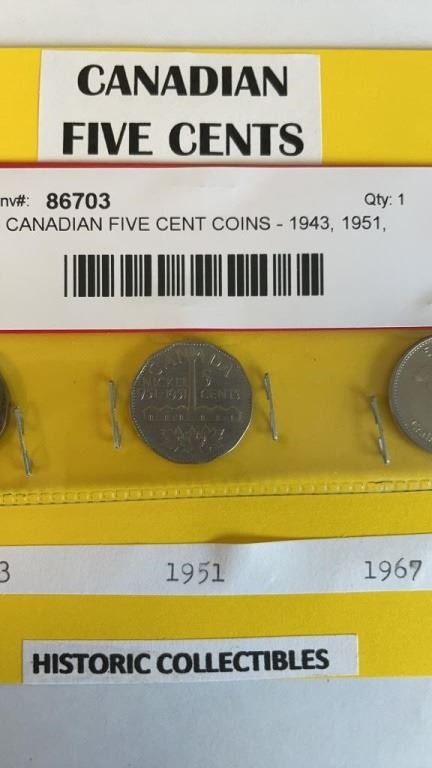 CANADIAN
FIVE CENTS
nv#: 86703
Qty: 1
CANADIAN FIVE CENT COINS - 1943, 1951,
CANADA
NICKEL 5
1751-1951 CENTS
3 1951 1967
HISTORIC COLLECTIBLES